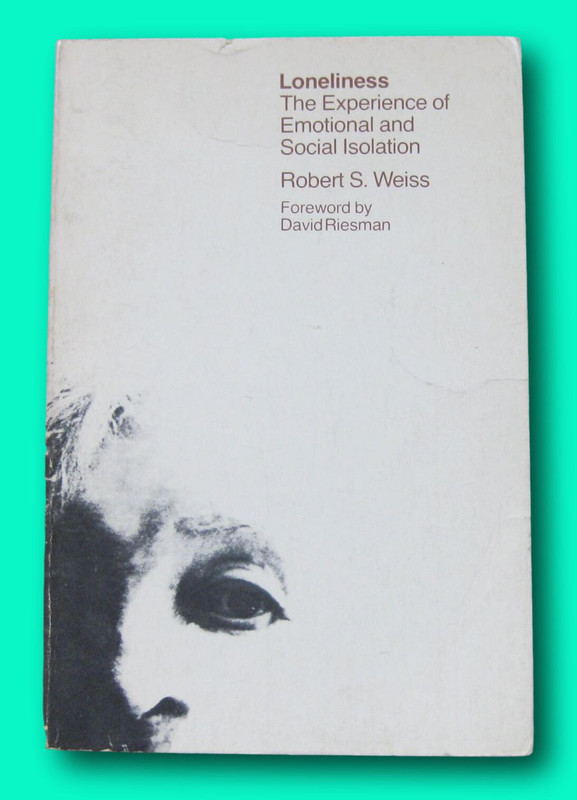 Loneliness
The Experience of
Emotional and
Social Isolation
Robert S. Weiss
Foreword by
David Riesman